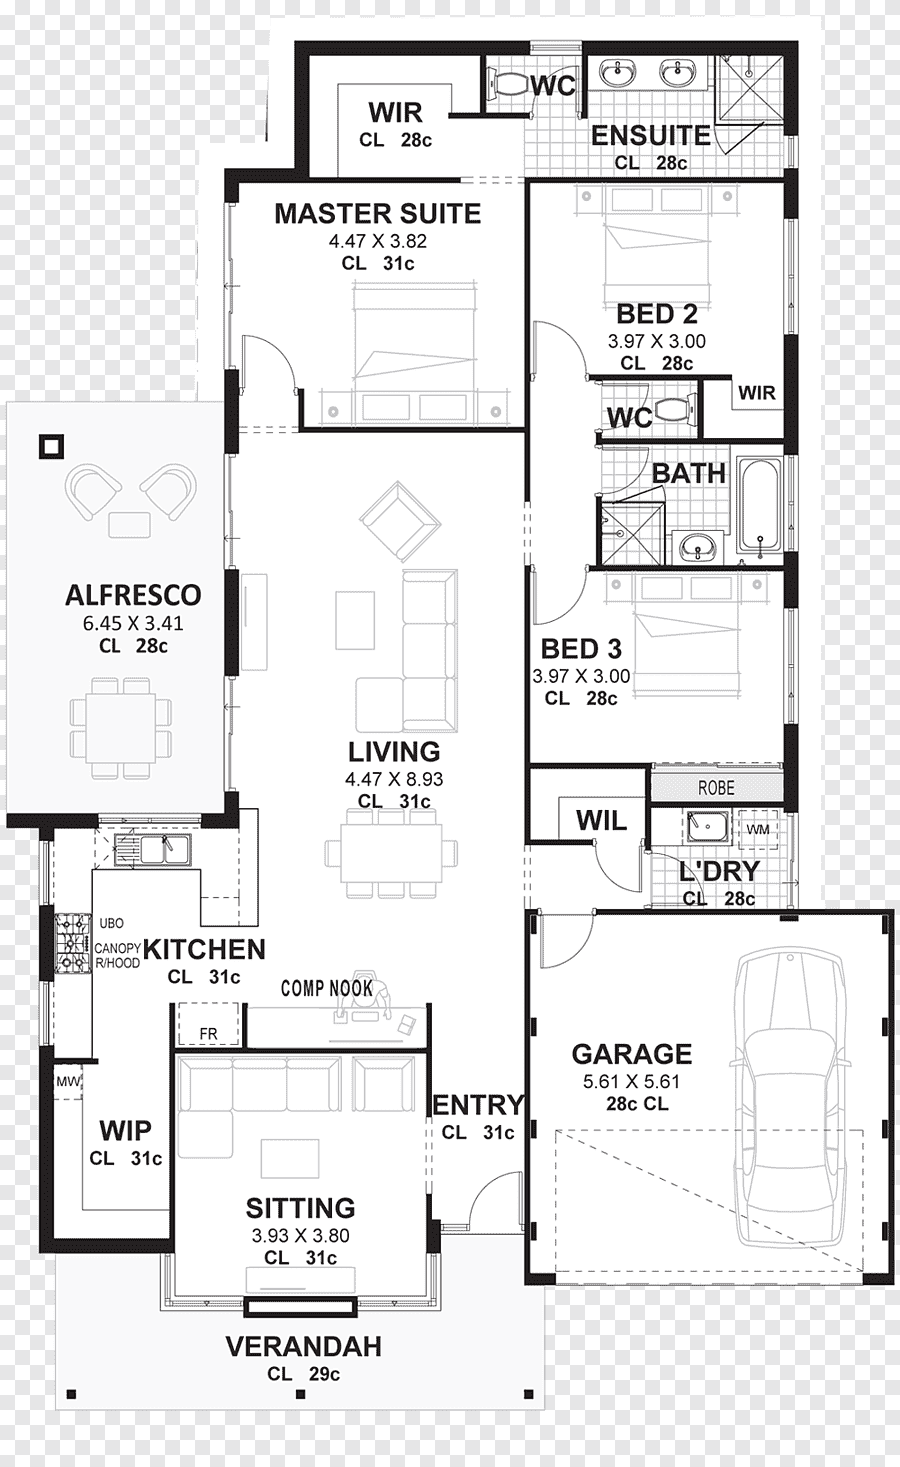 WIR
CL 28c
WC
ENSUITE
CL 28c
MASTER SUITE
4.47 X 3.82
CL 31c
BED 2
3.97 X 3.00
CL 28c
WIR
WC
BATH
ALFRESCO
6.45 X 3.41
CL 28c
BED 3
3.97 X 3.00
CL 28c
LIVING
4.47 X 8.93
CL 31c
ROBE
WIL
WM
L'DRY
CL 28c
UBO
CANOPY
R/HOOD
KITCHEN
CL 31c
COMP NOOK
FR
GARAGE
5.61 X 5.61
28c CL
MW
WIP
CL 31c
ENTRY
CL 31c
SITTING
3.93 X 3.80
CL 31c
VERANDAH
CL 29c